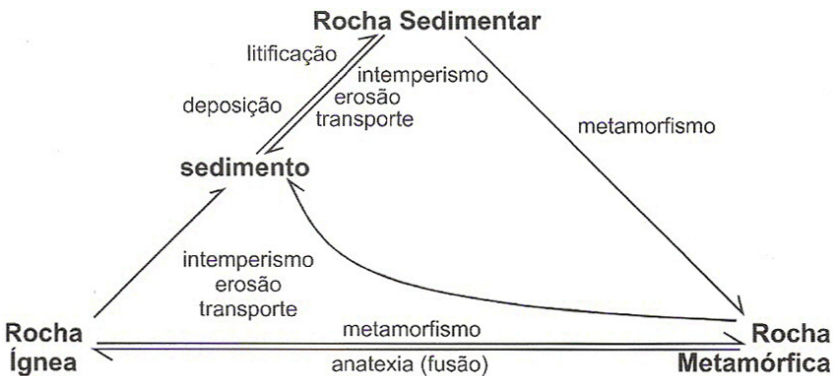 Rocha Sedimentar
litificação
intemperismo
erosão
transporte
deposição
metamorfismo
sedimento
intemperismo
erosão
transporte
Rocha
Ígnea
metamorfismo
anatexia (fusão)
Rocha
Metamórfica